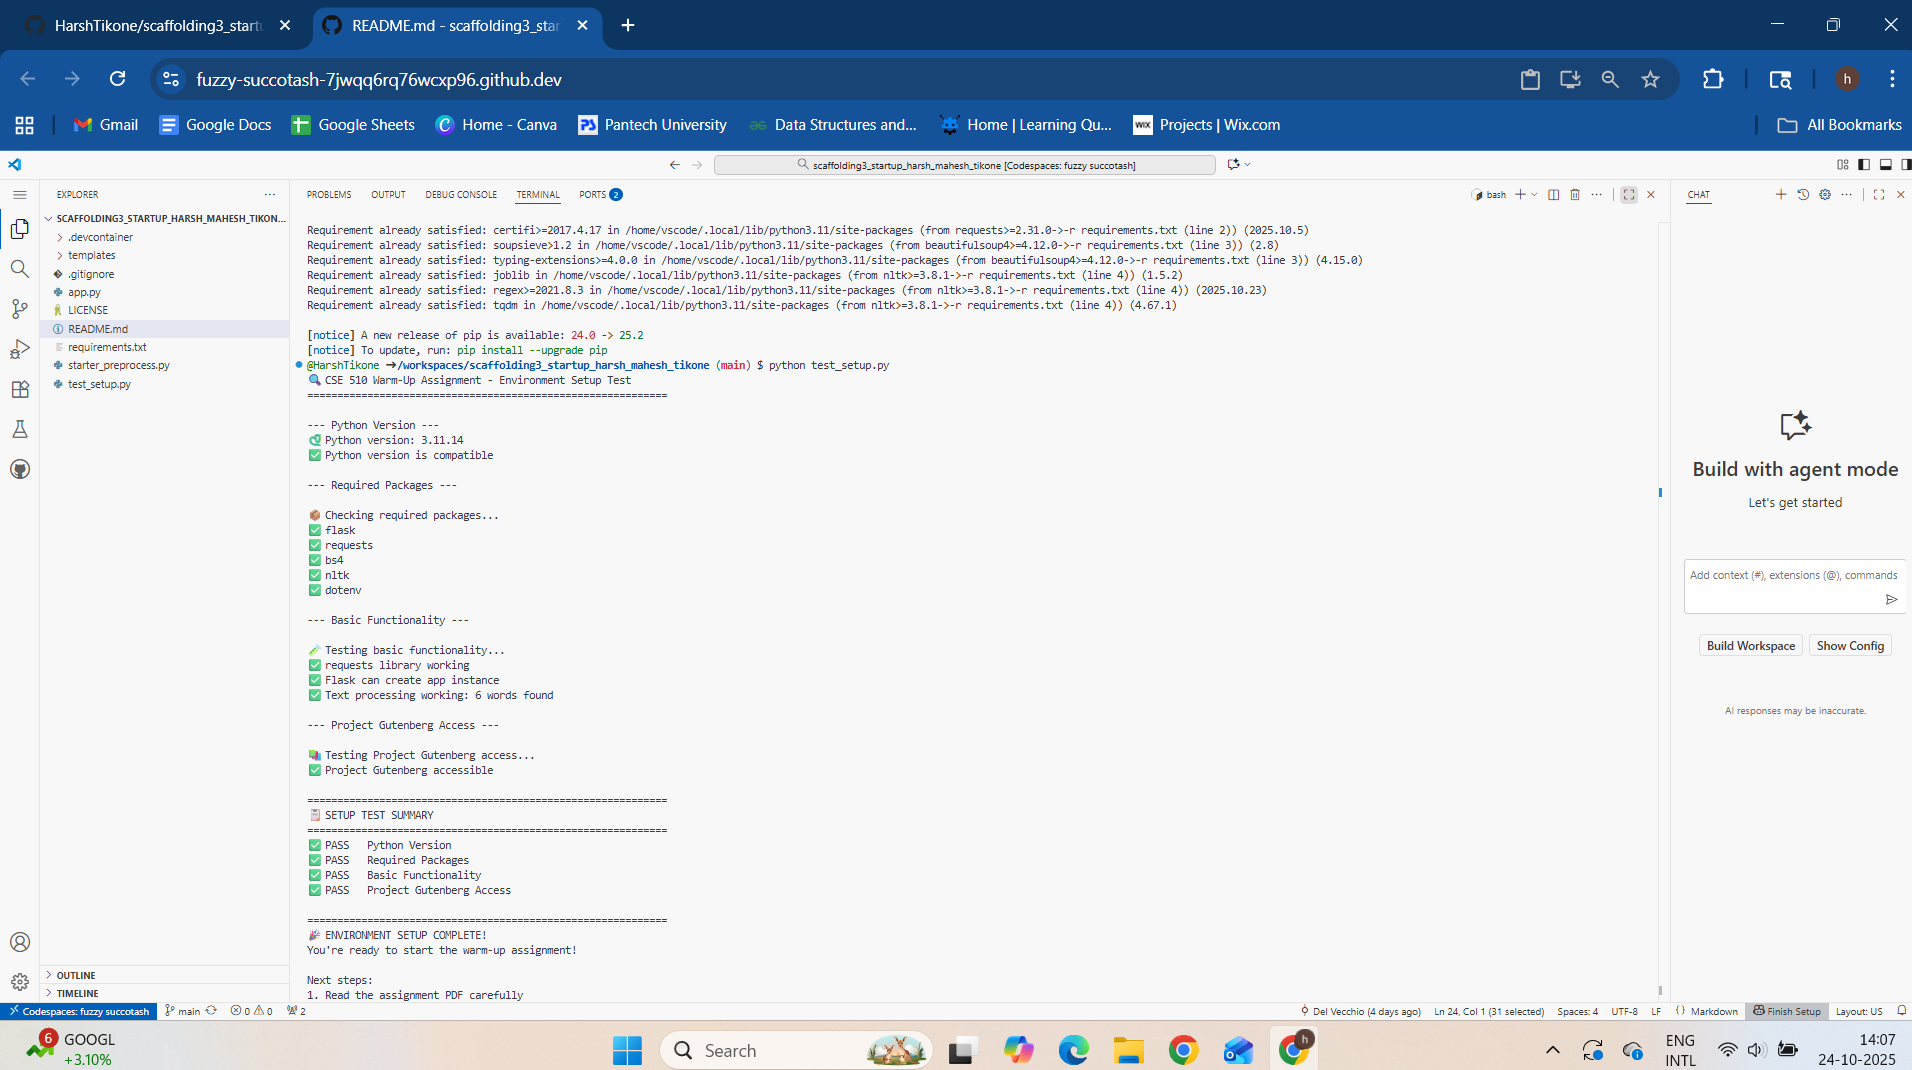 HarshTikone/scaffolding3_startu
README.md - scaffolding3_star
fuzzy-succotash-7jwqq6rq76wcxp96.github.dev
h
Gmail
Google Docs
Google Sheets
Home - Canva
Pantech University
Data Structures and...
Home | Learning Qu...
WIX
Projects | Wix.com
All Bookmarks
scaffolding3_startup_harsh_mahesh_tikone [Codespaces: fuzzy succotash]
EXPLORER
SCAFFOLDING3_STARTUP_HARSH_MAHESH_TIKON...
.devcontainer
templates
.gitignore
app.py
LICENSE
README.md
requirements.txt
starter_preprocess.py
test_setup.py
OUTLINE
TIMELINE
PROBLEMS OUTPUT DEBUG CONSOLE TERMINAL PORTS 2
bash
Requirement already satisfied: certifi>=2017.4.17 in /home/vscode/.local/lib/python3.11/site-packages (from requests>=2.31.0->-r requirements.txt (line 2)) (2025.10.5)
Requirement already satisfied: soupsieve>1.2 in /home/vscode/.local/lib/python3.11/site-packages (from beautifulsoup4>=4.12.0->-r requirements.txt (line 3)) (2.8)
Requirement already satisfied: typing-extensions>=4.0.0 in /home/vscode/.local/lib/python3.11/site-packages (from beautifulsoup4>=4.12.0->-r requirements.txt (line 3)) (4.15.0)
Requirement already satisfied: joblib in /home/vscode/.local/lib/python3.11/site-packages (from nltk>=3.8.1->-r requirements.txt (line 4)) (1.5.2)
Requirement already satisfied: regex>=2021.8.3 in /home/vscode/.local/lib/python3.11/site-packages (from nltk>=3.8.1->-r requirements.txt (line 4)) (2025.10.23)
Requirement already satisfied: tqdm in /home/vscode/.local/lib/python3.11/site-packages (from nltk>=3.8.1->-r requirements.txt (line 4)) (4.67.1)
[notice] A new release of pip is available: 24.0 -> 25.2
[notice] To update, run: pip install --upgrade pip
@HarshTikone ➜/workspaces/scaffolding3_startup_harsh_mahesh_tikone (main) $ python test_setup.py
🔍 CSE 510 Warm-Up Assignment - Environment Setup Test
============================================================
--- Python Version ---
🐍 Python version: 3.11.14
✅ Python version is compatible
--- Required Packages ---
📦 Checking required packages...
✅ flask
✅ requests
✅ bs4
✅ nltk
✅ dotenv
--- Basic Functionality ---
🧪 Testing basic functionality...
✅ requests library working
✅ Flask can create app instance
✅ Text processing working: 6 words found
--- Project Gutenberg Access ---
📚 Testing Project Gutenberg access...
✅ Project Gutenberg accessible
============================================================
📋 SETUP TEST SUMMARY
============================================================
✅ PASS Python Version
✅ PASS Required Packages
✅ PASS Basic Functionality
✅ PASS Project Gutenberg Access
============================================================
🎉 ENVIRONMENT SETUP COMPLETE!
You're ready to start the warm-up assignment!
Next steps:
1. Read the assignment PDF carefully
CHAT
Build with agent mode
Let's get started
Add context (#), extensions (@), commands
Build Workspace Show Config
AI responses may be inaccurate.
Codespaces: fuzzy succotash main 0 0 2
Del Vecchio (4 days ago) Ln 24, Col 1 (31 selected) Spaces: 4 UTF-8 LF {} Markdown Finish Setup Layout: US
6
GOOGL
+3.10%
Search
h
ENG
INTL
14:07
24-10-2025